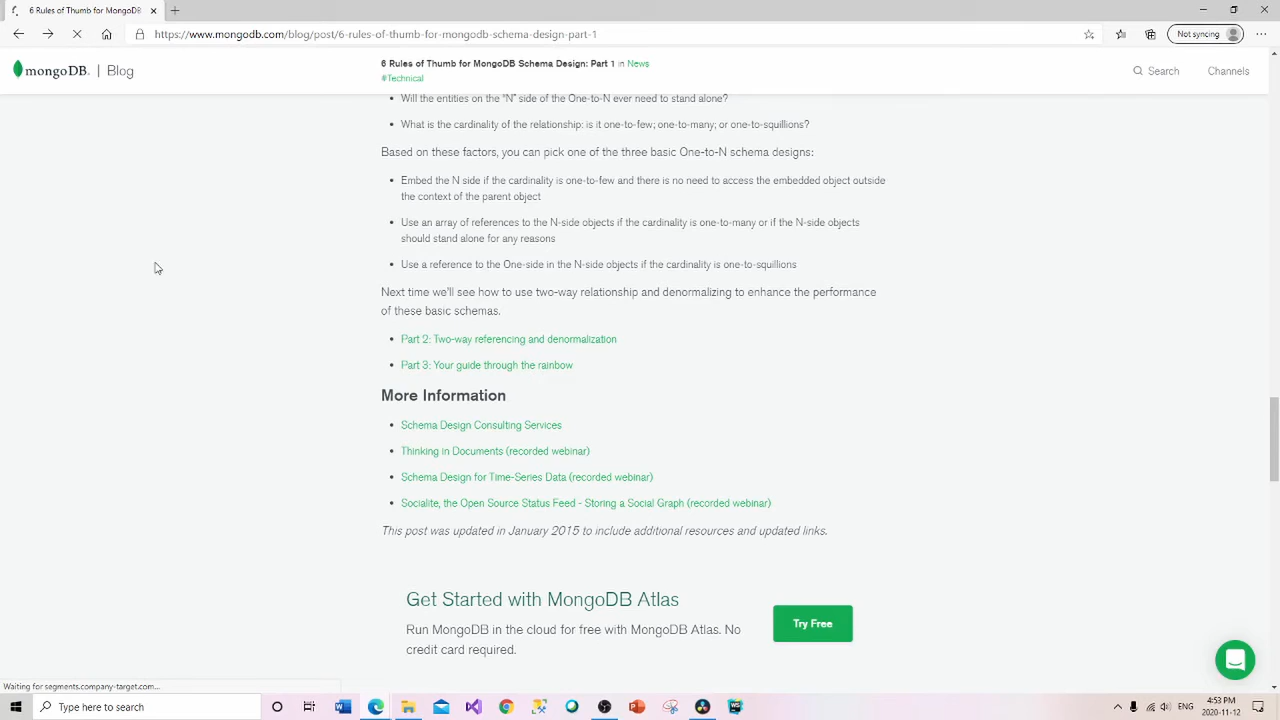 6 Rules of Thumb for MongoDB
https://www.mongodb.com/blog/post/6-rules-of-thumb-for-mongodb-schema-design-part-1
Not syncing
mongoDB. | Blog
6 Rules of Thumb for MongoDB Schema Design: Part 1 in News
#Technical
Search
Channels
• Will the entities on the "N" side of the One-to-N ever need to stand alone?
• What is the cardinality of the relationship: is it one-to-few; one-to-many; or one-to-squillions?
Based on these factors, you can pick one of the three basic One-to-N schema designs:
• Embed the N side if the cardinality is one-to-few and there is no need to access the embedded object outside
the context of the parent object
• Use an array of references to the N-side objects if the cardinality is one-to-many or if the N-side objects
should stand alone for any reasons
• Use a reference to the One-side in the N-side objects if the cardinality is one-to-squillions
Next time we'll see how to use two-way relationship and denormalizing to enhance the performance
of these basic schemas.
• Part 2: Two-way referencing and denormalization
• Part 3: Your guide through the rainbow
More Information
• Schema Design Consulting Services
• Thinking in Documents (recorded webinar)
• Schema Design for Time-Series Data (recorded webinar)
• Socialite, the Open Source Status Feed - Storing a Social Graph (recorded webinar)
This post was updated in January 2015 to include additional resources and updated links.
Get Started with MongoDB Atlas
Run MongoDB in the cloud for free with MongoDB Atlas. No
credit card required.
Try Free
Waiting for segments.company-target.com...
Type here to search
ENG
4:53 PM
2020-11-12